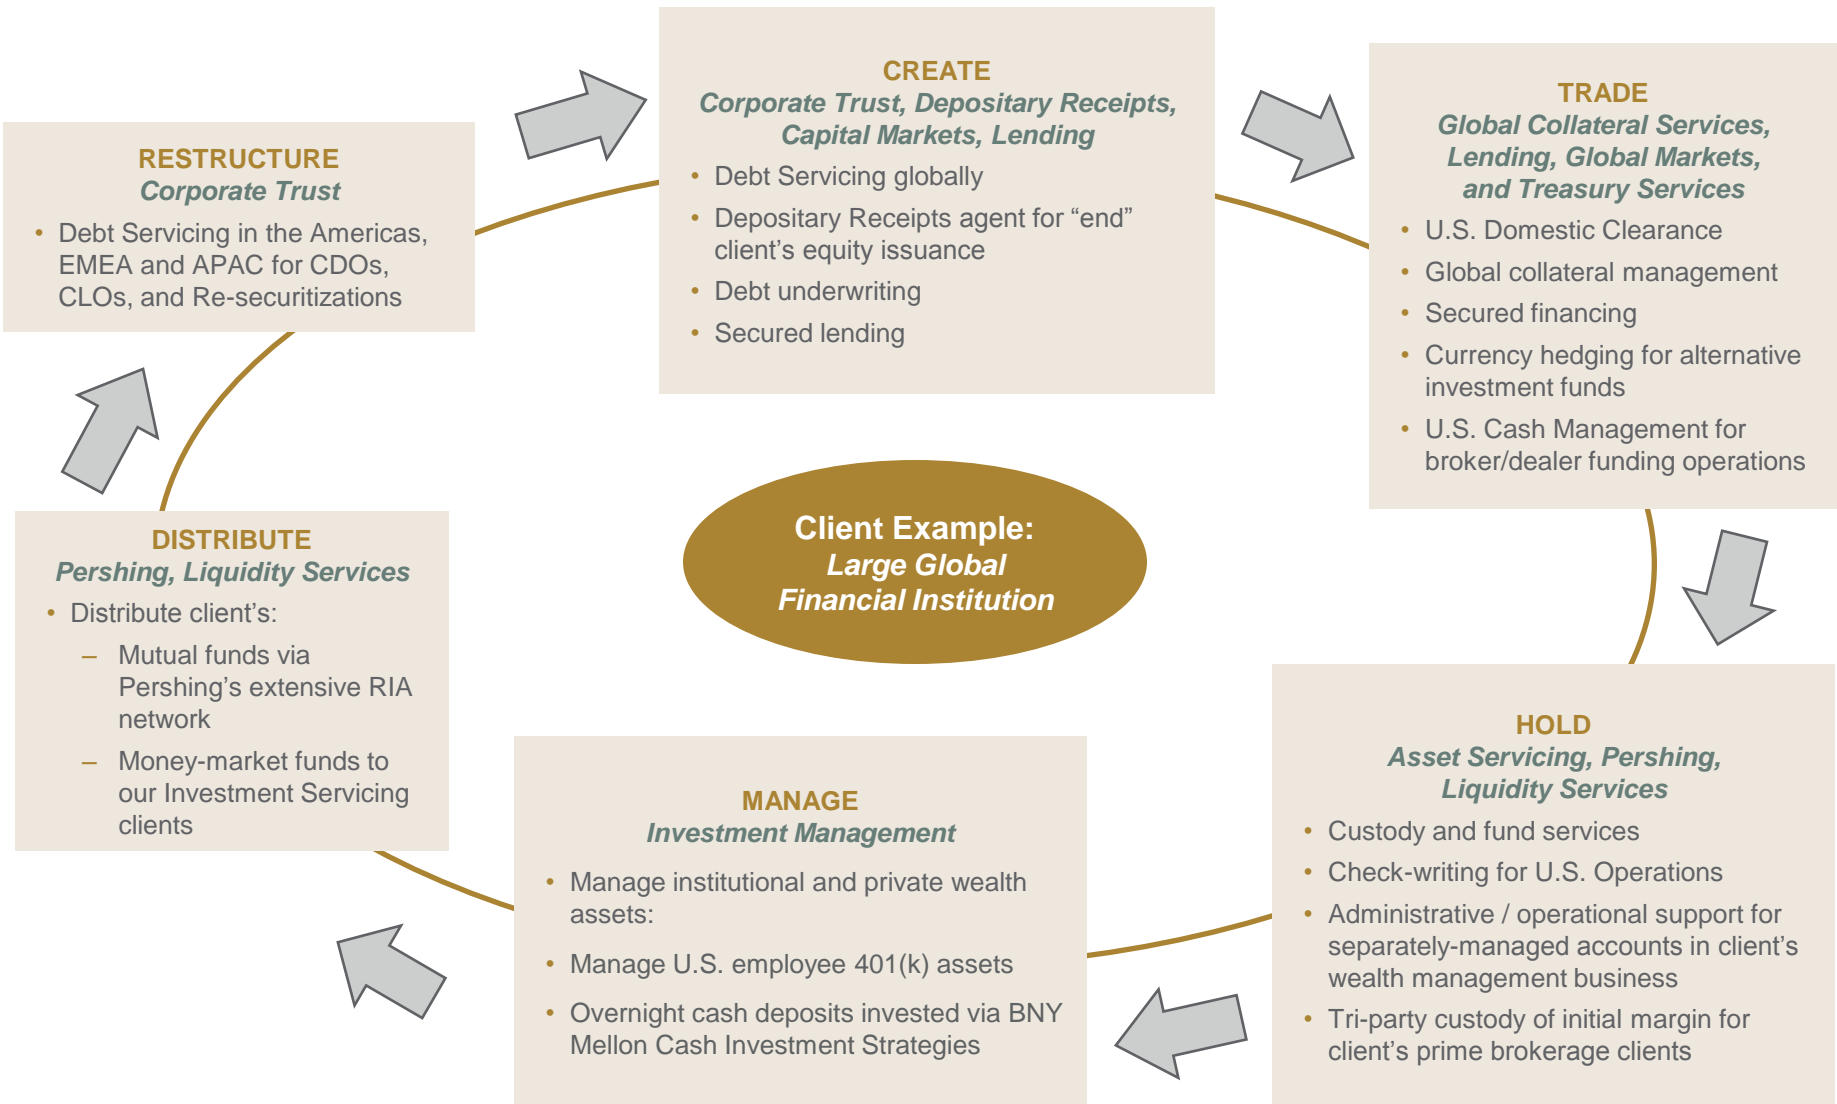 CREATE
Corporate Trust, Depositary Receipts,
Capital Markets, Lending
• Debt Servicing globally
• Depositary Receipts agent for “end”
client’s equity issuance
• Debt underwriting
• Secured lending
TRADE
Global Collateral Services,
Lending, Global Markets,
and Treasury Services
• U.S. Domestic Clearance
• Global collateral management
• Secured financing
• Currency hedging for alternative
investment funds
• U.S. Cash Management for
broker/dealer funding operations
HOLD
Asset Servicing, Pershing,
Liquidity Services
• Custody and fund services
• Check-writing for U.S. Operations
• Administrative / operational support for
separately-managed accounts in client’s
wealth management business
• Tri-party custody of initial margin for
client’s prime brokerage clients
MANAGE
Investment Management
• Manage institutional and private wealth
assets:
• Manage U.S. employee 401(k) assets
• Overnight cash deposits invested via BNY
Mellon Cash Investment Strategies
DISTRIBUTE
Pershing, Liquidity Services
• Distribute client’s:
– Mutual funds via
Pershing’s extensive RIA
network
– Money-market funds to
our Investment Servicing
clients
RESTRUCTURE
Corporate Trust
• Debt Servicing in the Americas,
EMEA and APAC for CDOs,
CLOs, and Re-securitizations
Client Example:
Large Global
Financial Institution